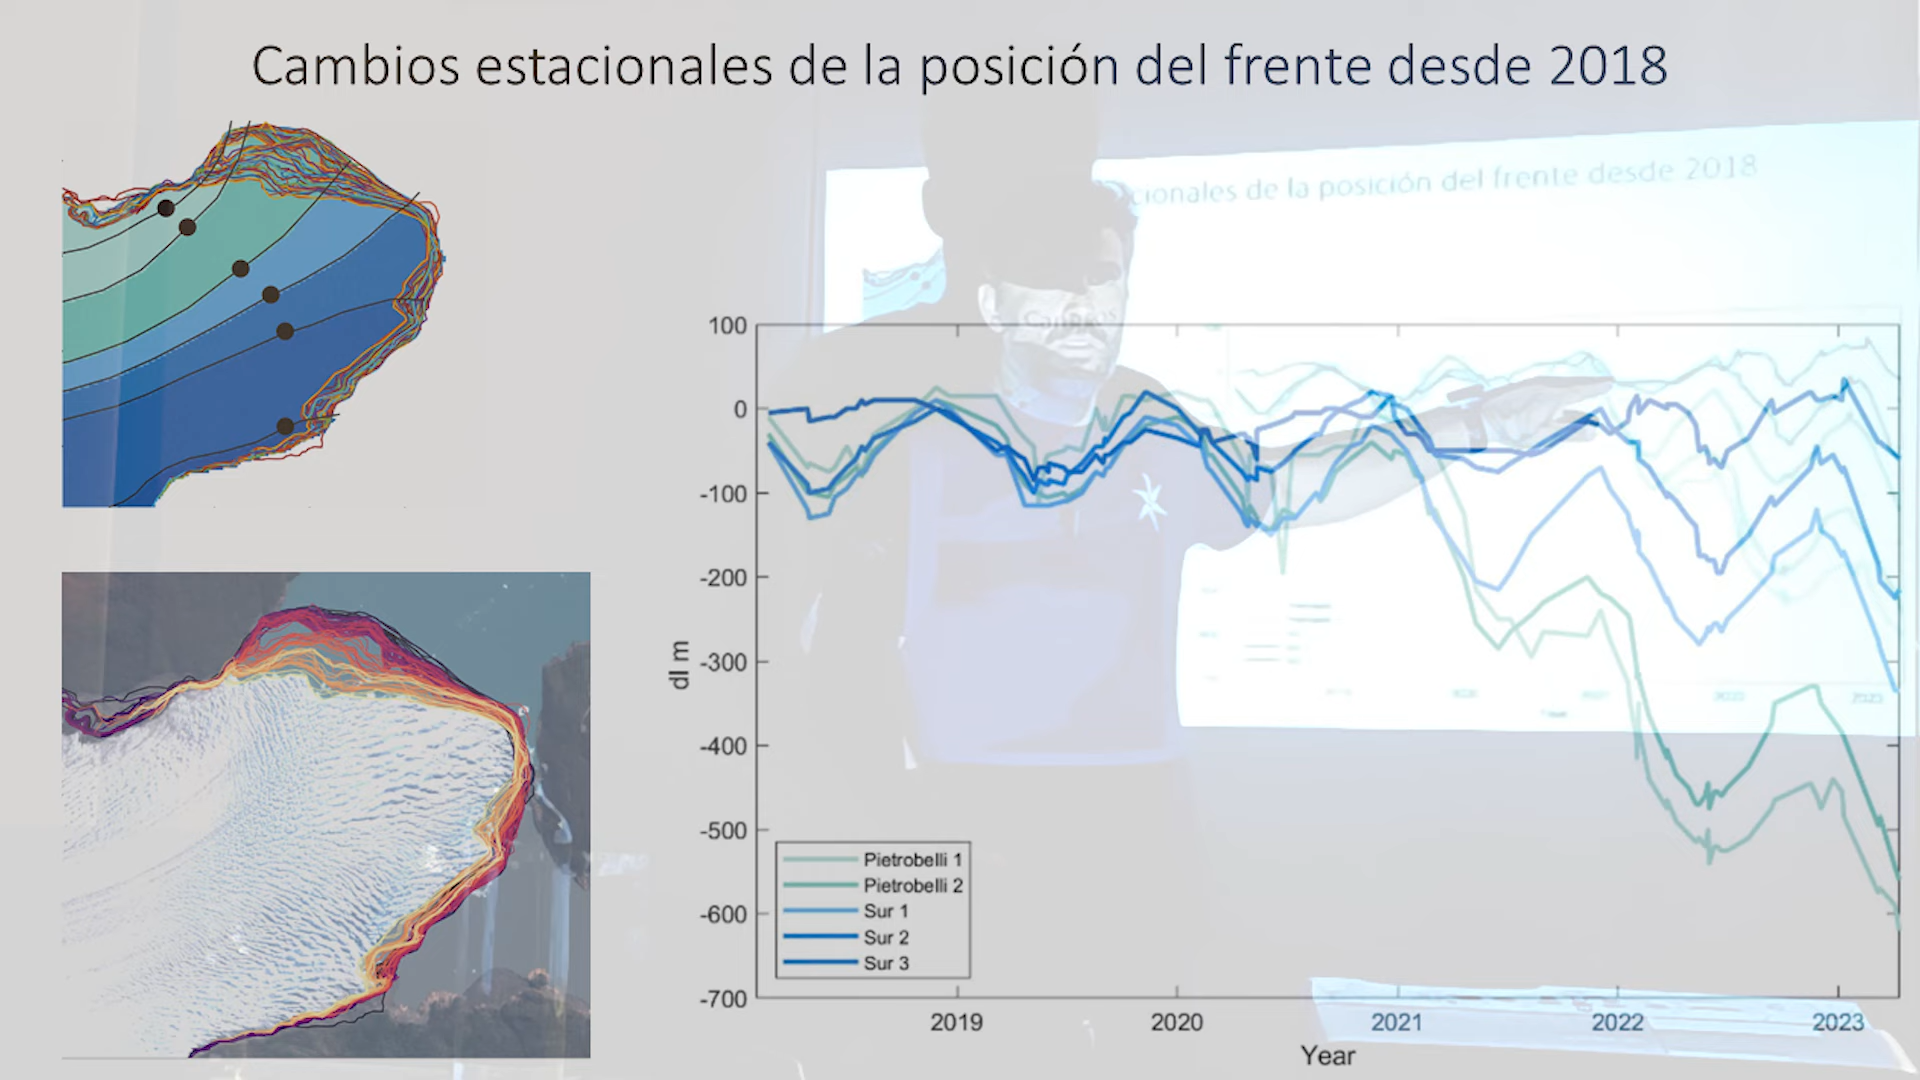 Cambios estacionales de la posición del frente desde 2018
cionales de la posición del frente desde 2018
100
0
-100
-200
-300
-400
-500
-600
-700
dl m
Pietrobelli 1
Pietrobelli 2
Sur 1
Sur 2
Sur 3
2019
2020
2021
2022
2023
Year